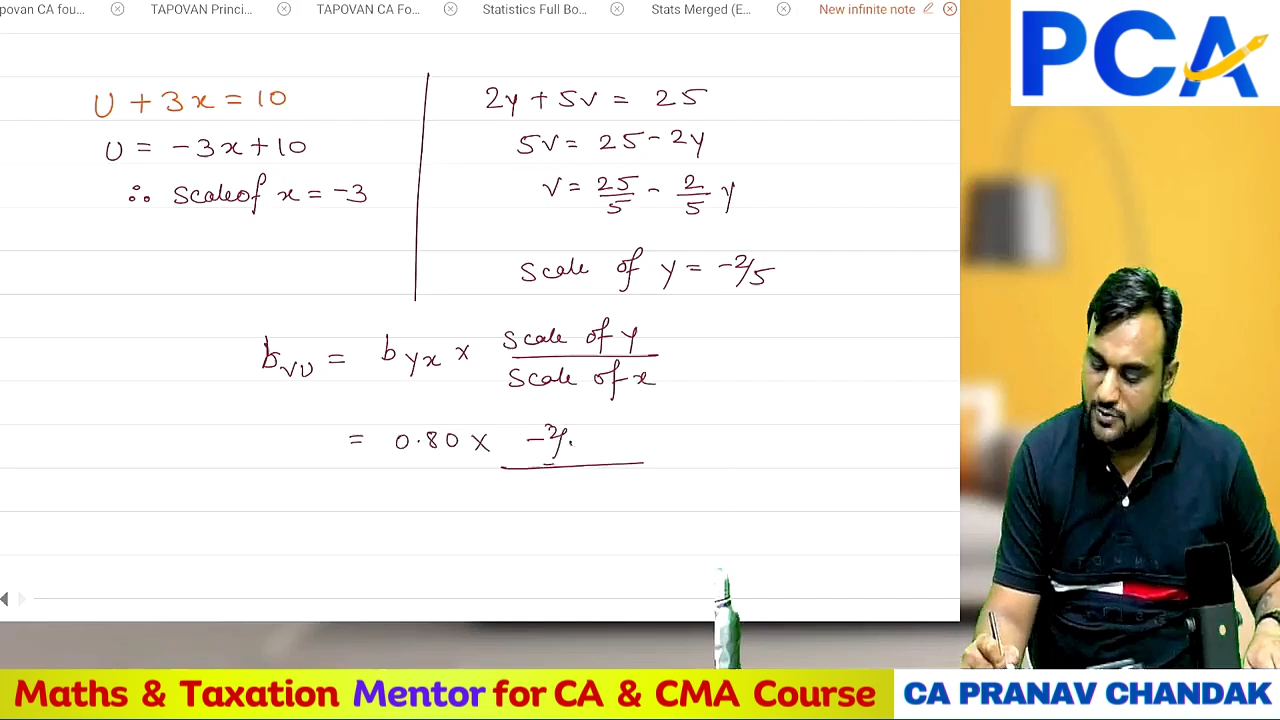 povan CA fou...
TAPOVAN Princi...
TAPOVAN CA Fo...
Statistics Full Bo...
Stats Merged (E...
New infinite note
PCA
U + 3x = 10
U = -3x + 10
∴ Scale of x = -3
2y + 5v = 25
5v = 25 - 2y
v = 25/5 - 2/5 y
Scale of y = -2/5
bvu = byx × Scale of y / Scale of x
= 0.80 × -2/
Maths & Taxation Mentor for CA & CMA Course
CA PRANAV CHANDAK